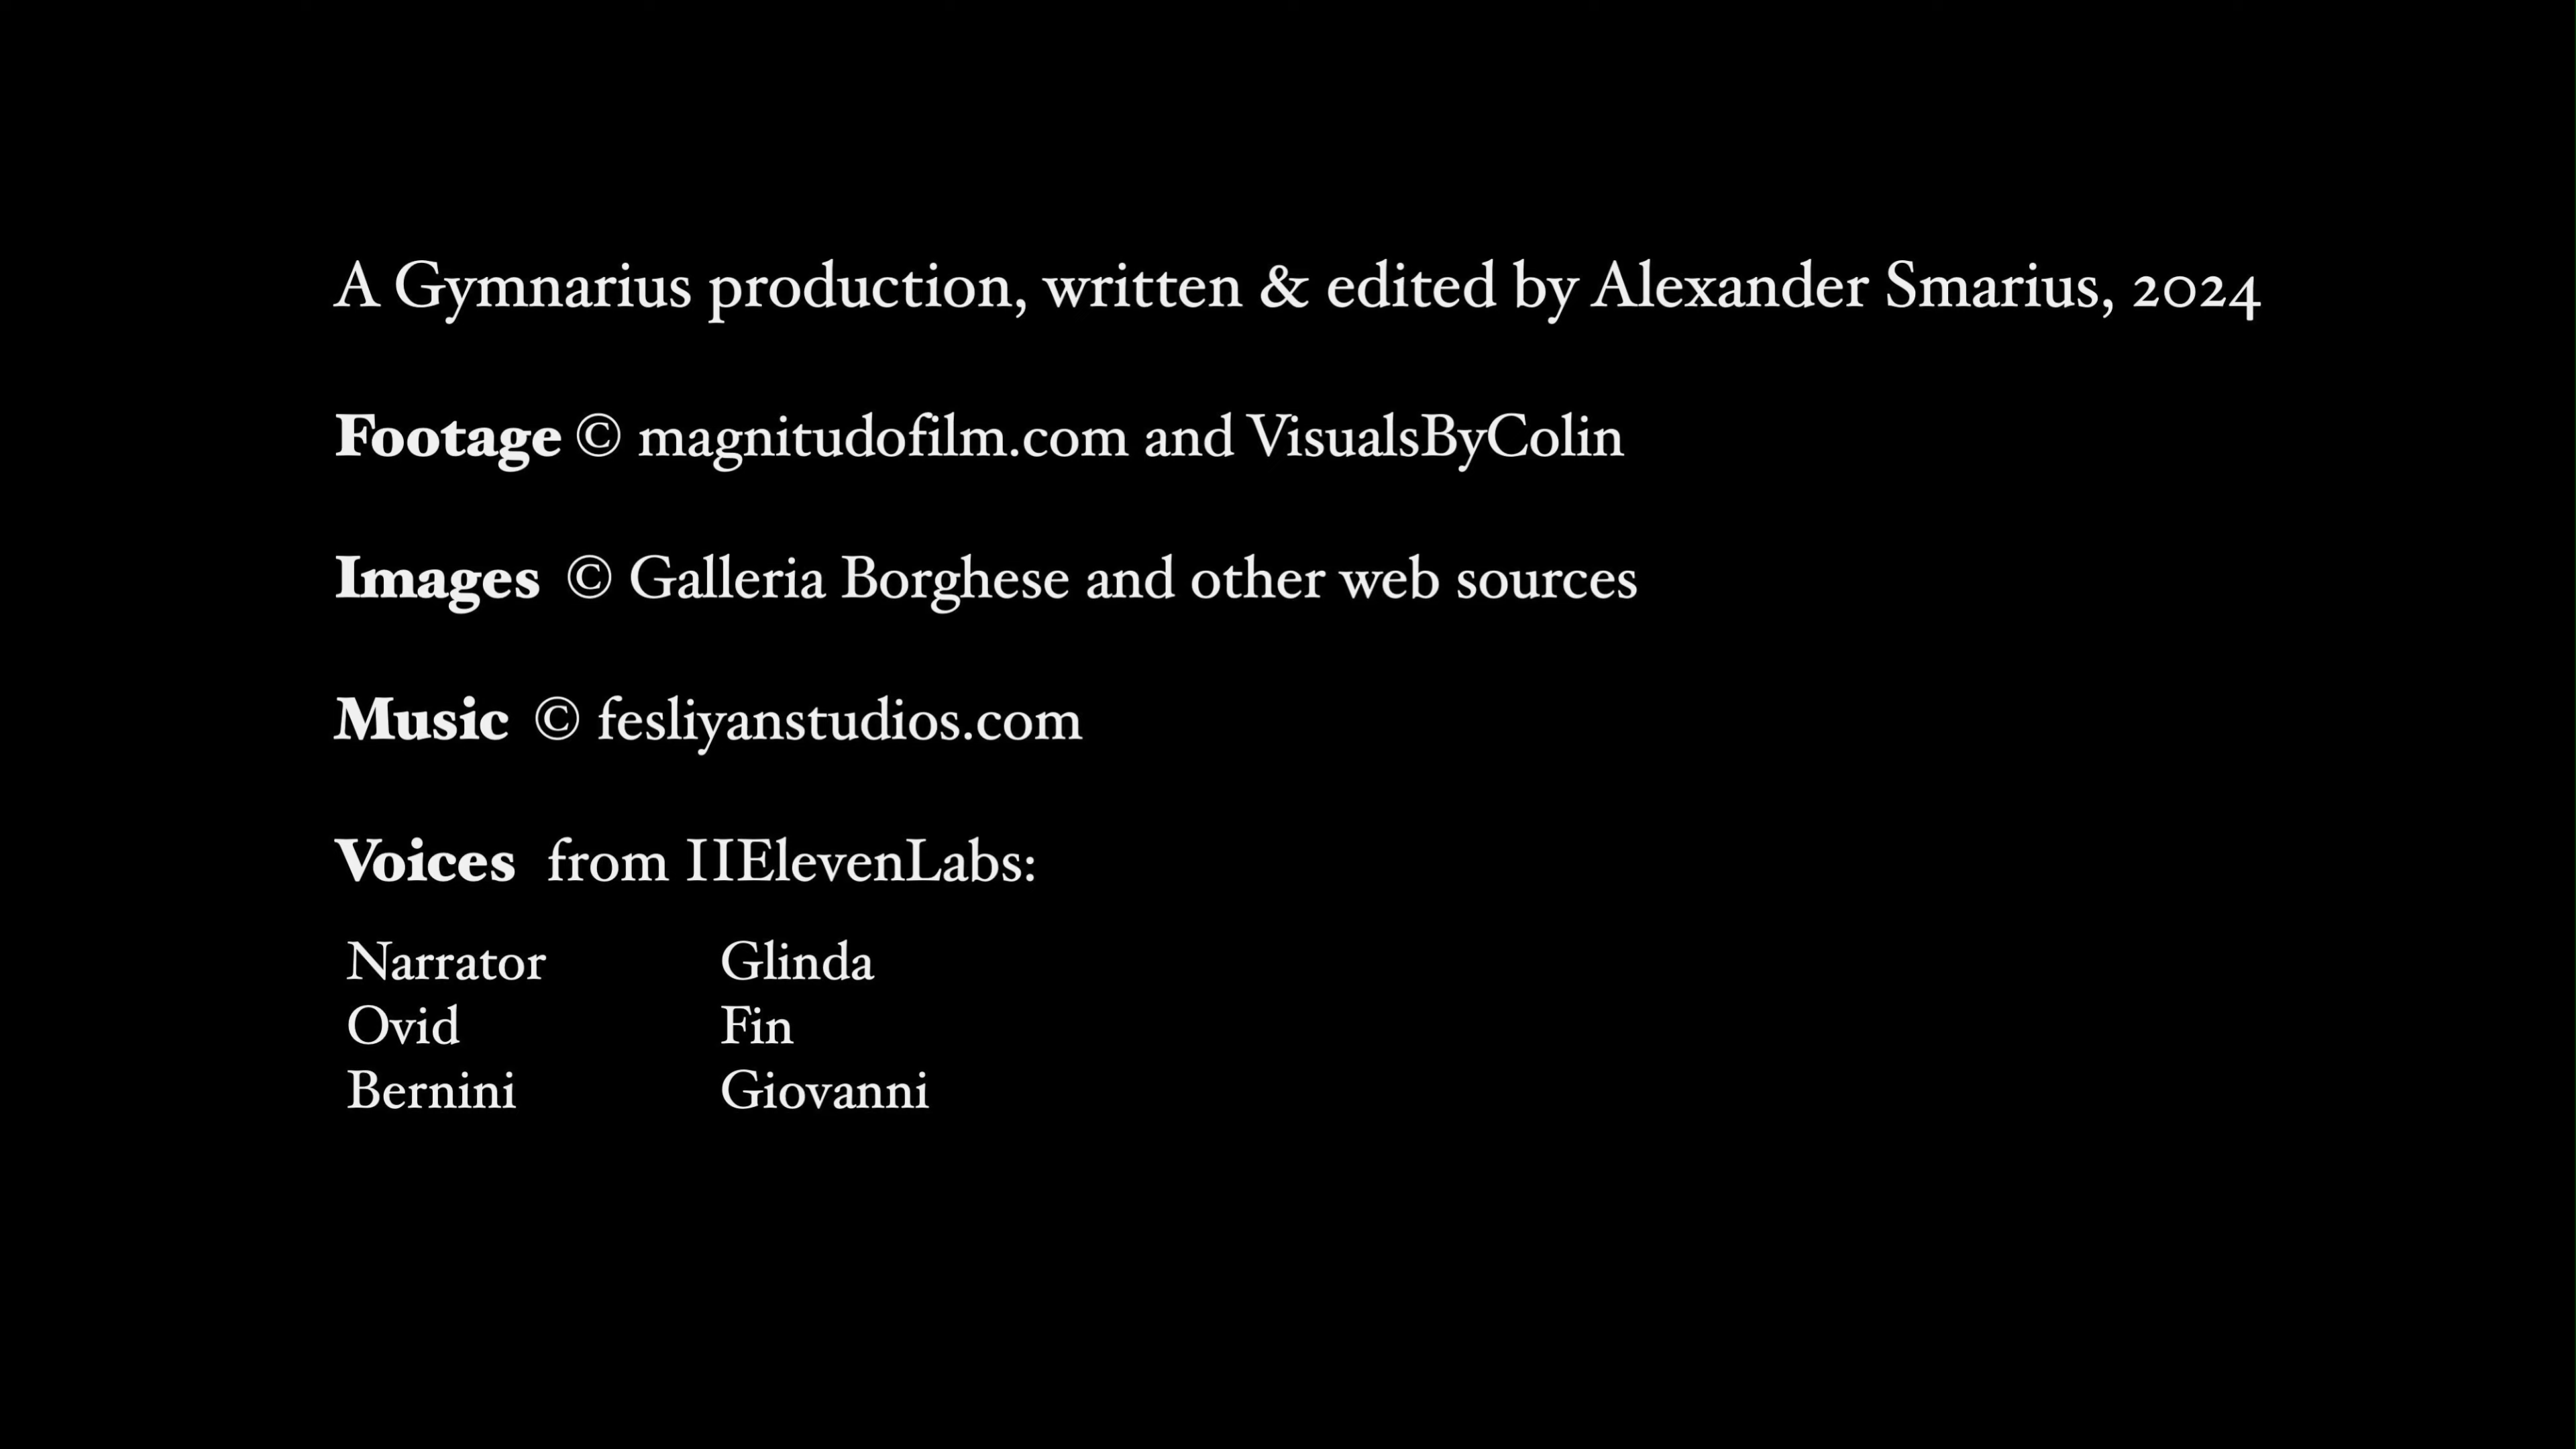 A Gymnarius production, written & edited by Alexander Smarius, 2024
Footage © magnitudofilm.com and VisualsByColin
Images © Galleria Borghese and other web sources
Music © fesliyanstudios.com
Voices from IIElevenLabs:
Narrator Glinda
Ovid Fin
Bernini Giovanni